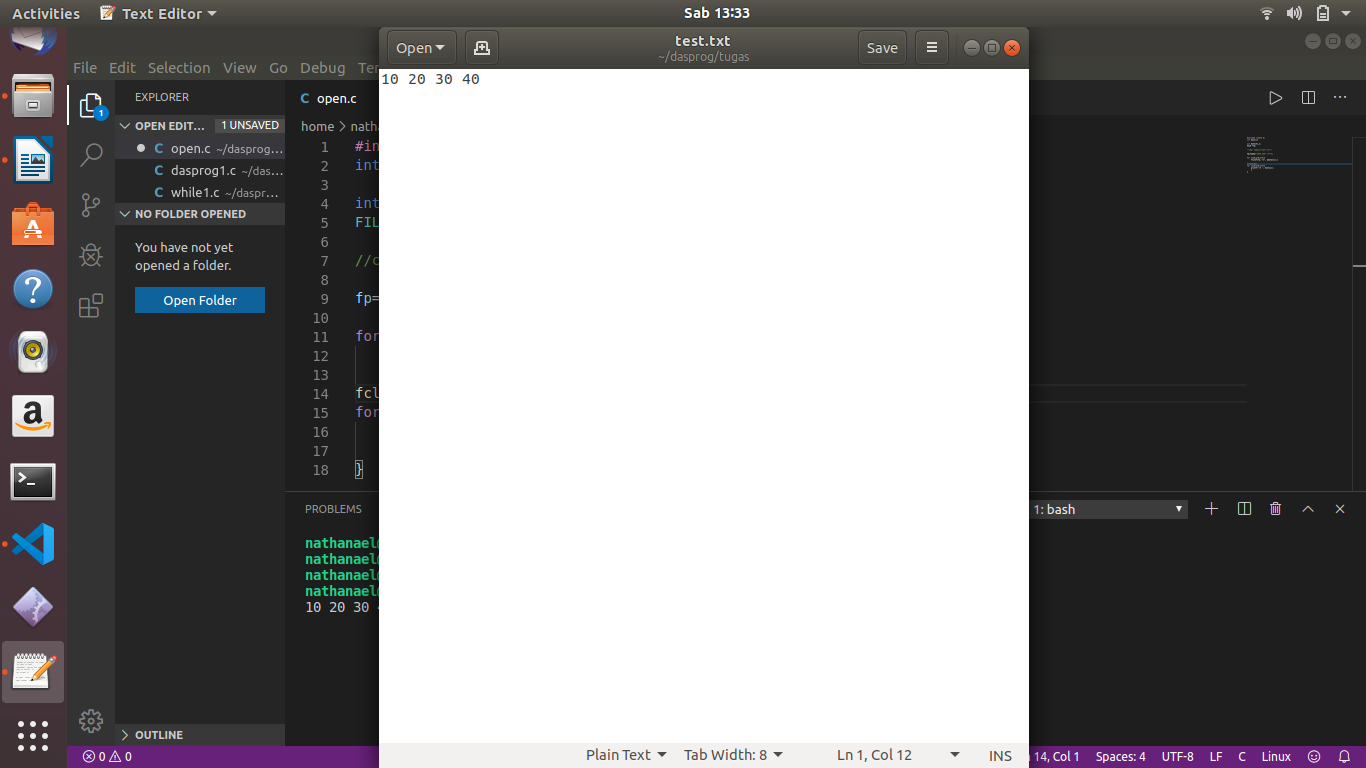 Activities Text Editor Sab 13:33
Open test.txt Save
~/dasprog/tugas
10 20 30 40
Plain Text Tab Width: 8 Ln 1, Col 12 INS
File Edit Selection View Go Debug Ter
EXPLORER
OPEN EDIT... 1 UNSAVED
C open.c ~/dasprog...
C dasprog1.c ~/das...
C while1.c ~/daspr...
NO FOLDER OPENED
You have not yet
opened a folder.
Open Folder
OUTLINE
1
C open.c
home > natha
1 #in
2 int
3
4 int
5 FIL
6
7 //c
8
9 fp=
10
11 for
12
13
14 fcl
15 for
16
17
18 }
PROBLEMS 1: bash
nathanael@
nathanael@
nathanael@
nathanael@
10 20 30
0 0 14, Col 1 Spaces: 4 UTF-8 LF C Linux